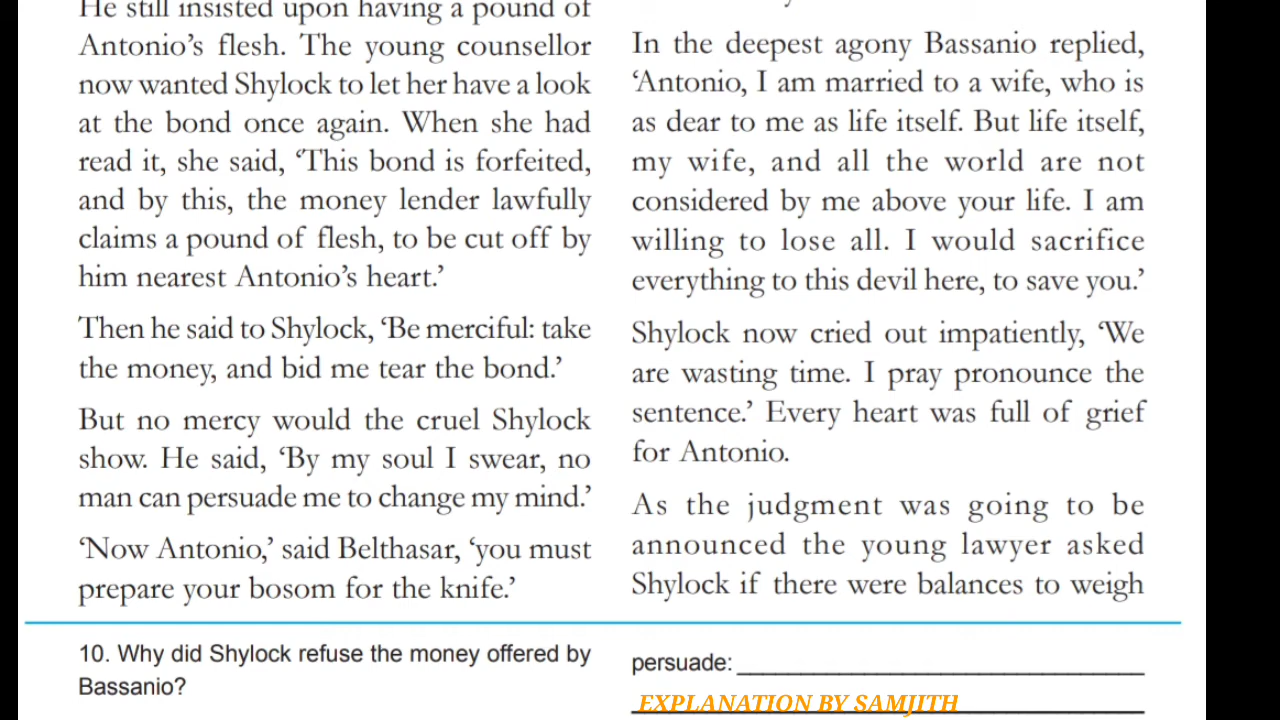 He still insisted upon having a pound of
Antonio’s flesh. The young counsellor
now wanted Shylock to let her have a look
at the bond once again. When she had
read it, she said, ‘This bond is forfeited,
and by this, the money lender lawfully
claims a pound of flesh, to be cut off by
him nearest Antonio’s heart.’
Then he said to Shylock, ‘Be merciful: take
the money, and bid me tear the bond.’
But no mercy would the cruel Shylock
show. He said, ‘By my soul I swear, no
man can persuade me to change my mind.’
‘Now Antonio,’ said Belthasar, ‘you must
prepare your bosom for the knife.’
In the deepest agony Bassanio replied,
‘Antonio, I am married to a wife, who is
as dear to me as life itself. But life itself,
my wife, and all the world are not
considered by me above your life. I am
willing to lose all. I would sacrifice
everything to this devil here, to save you.’
Shylock now cried out impatiently, ‘We
are wasting time. I pray pronounce the
sentence.’ Every heart was full of grief
for Antonio.
As the judgment was going to be
announced the young lawyer asked
Shylock if there were balances to weigh
10. Why did Shylock refuse the money offered by
Bassanio?
persuade:
EXPLANATION BY SAMJITH